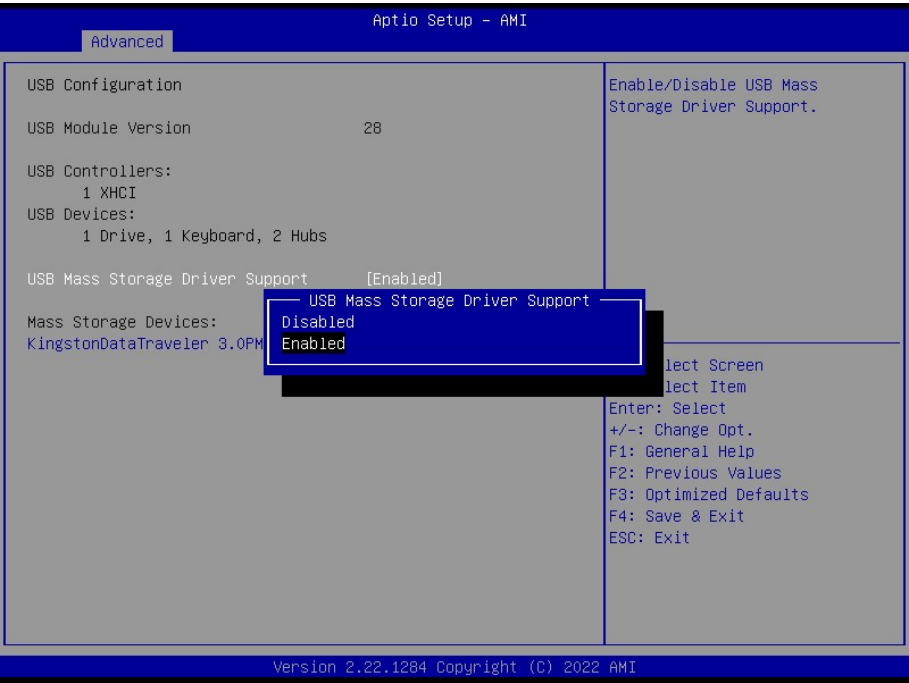 Aptio Setup – AMI
Advanced
USB Configuration
USB Module Version 28
USB Controllers:
1 XHCI
USB Devices:
1 Drive, 1 Keyboard, 2 Hubs
USB Mass Storage Driver Support [Enabled]
Mass Storage Devices:
KingstonDataTraveler 3.0PM
USB Mass Storage Driver Support
Disabled
Enabled
Enable/Disable USB Mass
Storage Driver Support.
lect Screen
lect Item
Enter: Select
+/-: Change Opt.
F1: General Help
F2: Previous Values
F3: Optimized Defaults
F4: Save & Exit
ESC: Exit
Version 2.22.1284 Copyright (C) 2022 AMI